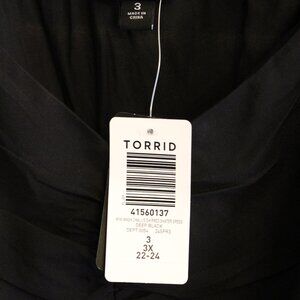 3
MADE IN
CHINA
TORRID
41560137
DEEP BLACK
3
3X
22-24